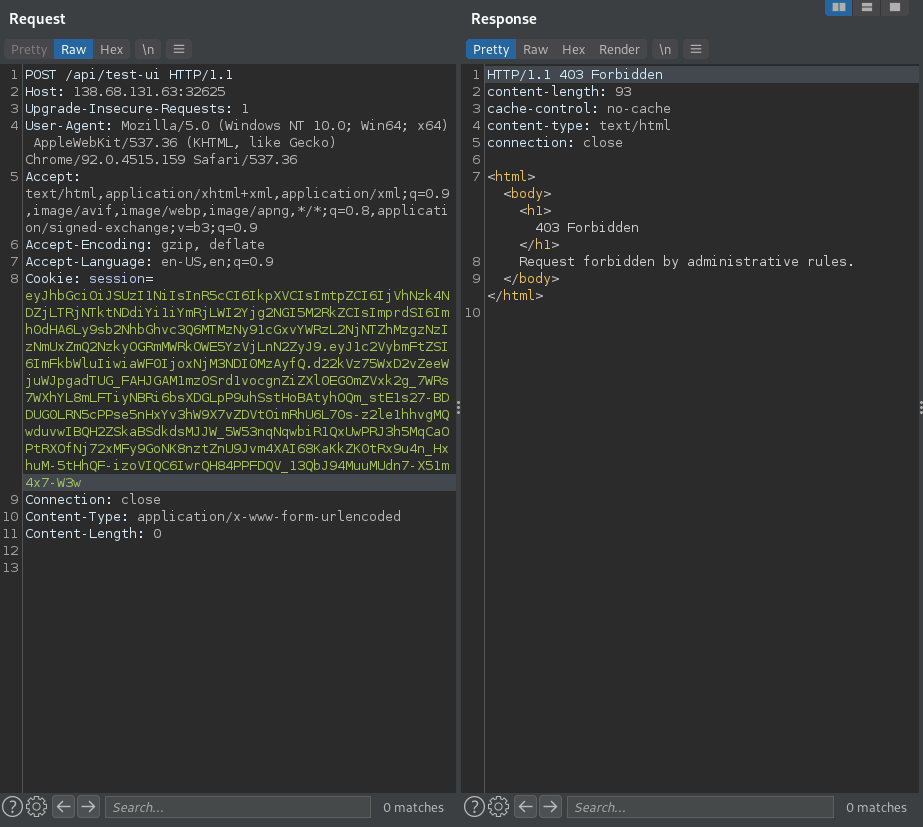 Request
Pretty Raw Hex \n
1 POST /api/test-ui HTTP/1.1
2 Host: 138.68.131.63:32625
3 Upgrade-Insecure-Requests: 1
4 User-Agent: Mozilla/5.0 (Windows NT 10.0; Win64; x64)
AppleWebKit/537.36 (KHTML, like Gecko)
Chrome/92.0.4515.159 Safari/537.36
5 Accept:
text/html,application/xhtml+xml,application/xml;q=0.9
,image/avif,image/webp,image/apng,*/*;q=0.8,applicati
on/signed-exchange;v=b3;q=0.9
6 Accept-Encoding: gzip, deflate
7 Accept-Language: en-US,en;q=0.9
8 Cookie: session=
eyJhbGciOiJSUzI1NiIsInR5cCI6IkpXVCIsImtpZCI6IjVhNzk4N
DZjLTRjNTktNDdiYi1iYmRjLWI2Yjg2NGI5M2RkZCIsImprdSI6Im
h0dHA6Ly9sb2NhbGhvc3Q6MTMzNy91cGxvYWRzL2NjNTZhMzgzNzI
zNmUxZmQ2NzkyOGRmMWRkOWE5YzVjLnN2ZyJ9.eyJ1c2VybmFtZSI
6ImFkbWluIiwiaWF0IjoxNjM3NDI0MzAyfQ.d22kVz75WxD2vZeeW
juWJpgadTUG_FAHJGAM1mz0Srd1vocgnZiZXl0EGOmZVxk2g_7WRs
7WXhYL8mLFTiyNBRi6bsXDGLpP9uhSstHoBAtyhOQm_stE1s27-BD
DUGOLRN5cPPse5nHxYv3hW9X7vZDVtOimRhU6L7Os-z2le1hhvgMQ
wduvwIBQH2ZSkaBSdkdsMJJW_5W53nqNqwbiR1QxUwPRJ3h5MqCaO
PtRXOfNj72xMFy9GoNK8nztZnU9Jvm4XAI68KaKkZKOtRx9u4n_Hx
huM-5tHhQF-izoVIQC6IwrQH84PPFDQV_13QbJ94MuuMUdn7-X51m
4x7-W3w
9 Connection: close
10 Content-Type: application/x-www-form-urlencoded
11 Content-Length: 0
12
13
Search...
0 matches
Response
Pretty Raw Hex Render \n
1 HTTP/1.1 403 Forbidden
2 content-length: 93
3 cache-control: no-cache
4 content-type: text/html
5 connection: close
6
7 <html>
<body>
<h1>
403 Forbidden
</h1>
8 Request forbidden by administrative rules.
9 </body>
</html>
10
Search...
0 matches